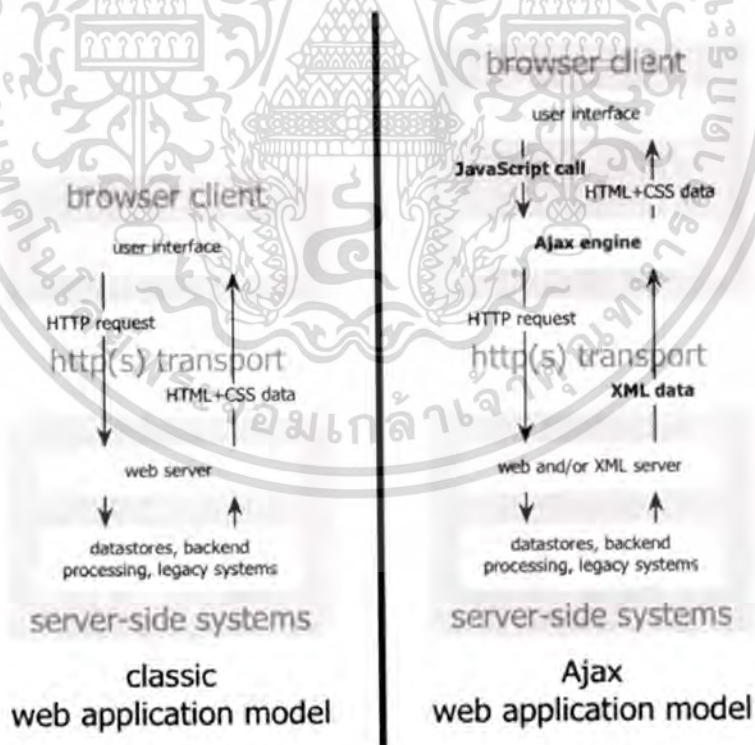 browser client
user interface
HTTP request
http(s) transport
HTML+CSS data
web server
datastores, backend
processing, legacy systems
server-side systems
classic
web application model
browser client
user interface
JavaScript call
HTML+CSS data
Ajax engine
HTTP request
http(s) transport
XML data
web and/or XML server
datastores, backend
processing, legacy systems
server-side systems
Ajax
web application model